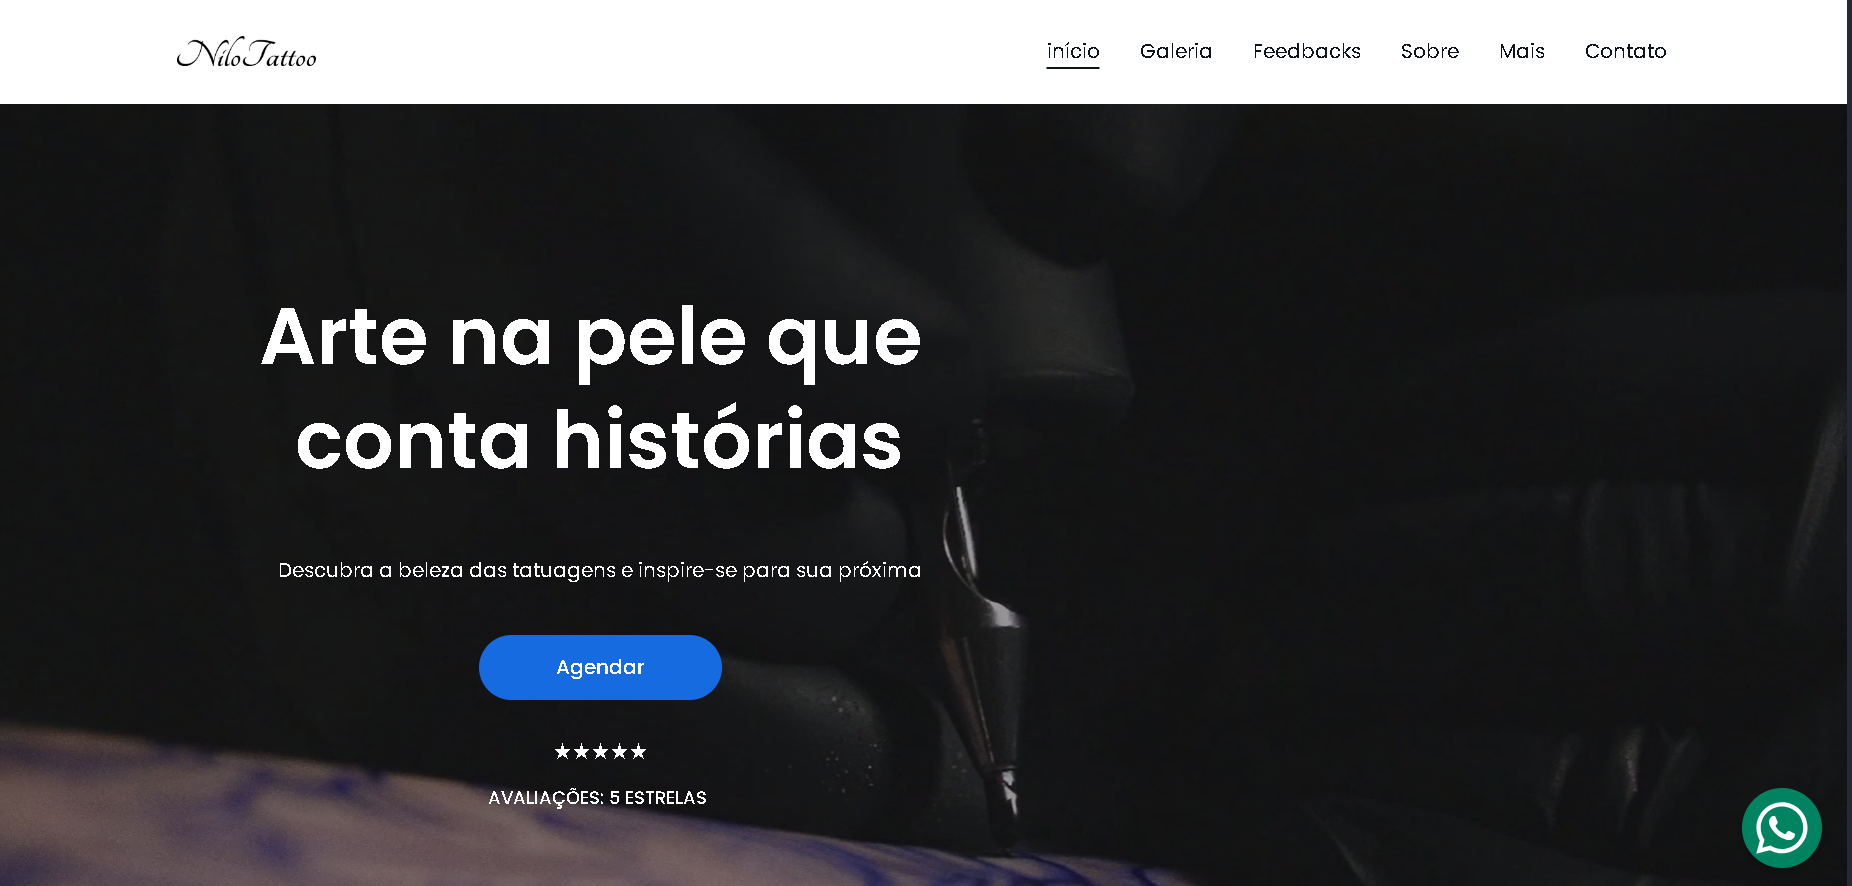 NiloTattoo
início Galeria Feedbacks Sobre Mais Contato
Arte na pele que
conta histórias
Descubra a beleza das tatuagens e inspire-se para sua próxima
Agendar
★★★★★
AVALIAÇÕES: 5 ESTRELAS